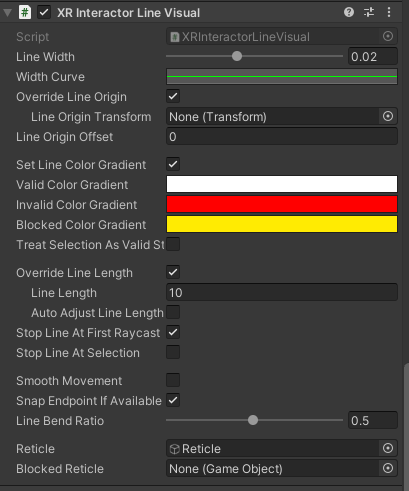 XR Interactor Line Visual
Script XRInteractorLineVisual
Line Width 0.02
Width Curve
Override Line Origin
Line Origin Transform None (Transform)
Line Origin Offset 0
Set Line Color Gradient
Valid Color Gradient
Invalid Color Gradient
Blocked Color Gradient
Treat Selection As Valid St
Override Line Length
Line Length 10
Auto Adjust Line Length
Stop Line At First Raycast
Stop Line At Selection
Smooth Movement
Snap Endpoint If Available
Line Bend Ratio 0.5
Reticle Reticle
Blocked Reticle None (Game Object)